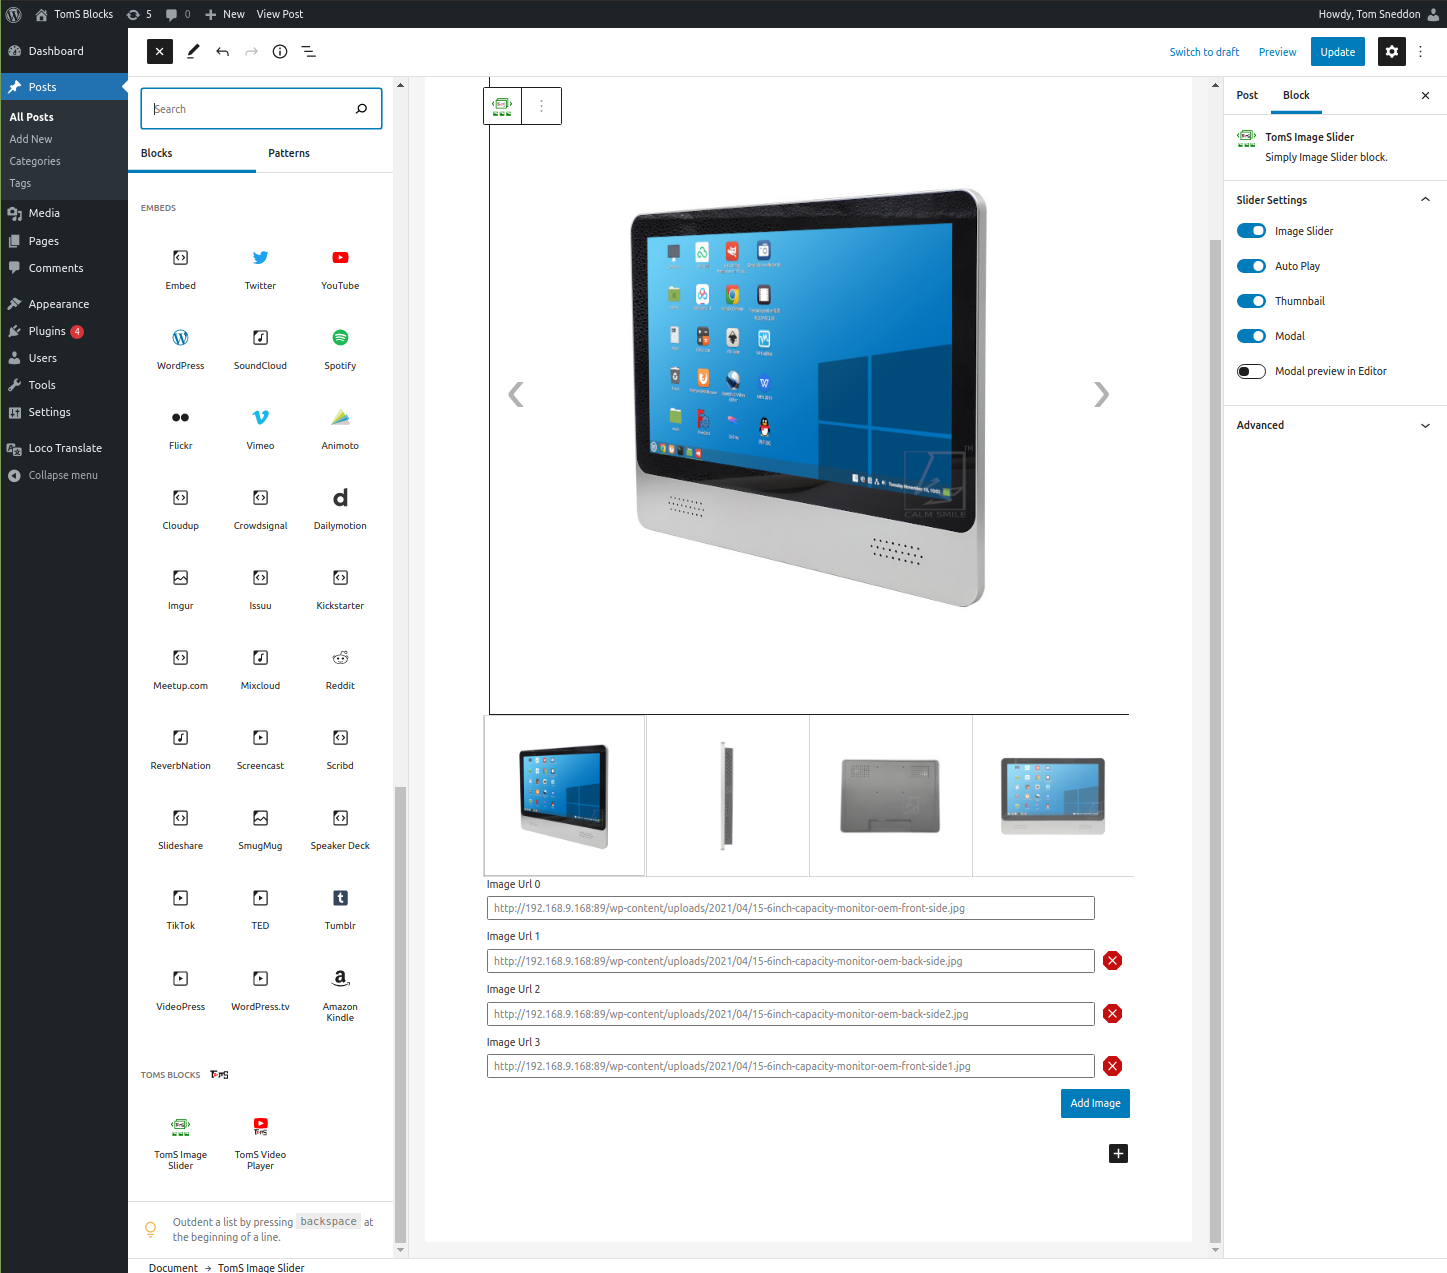 TomS Blocks
5
0
New
View Post
Howdy, Tom Sneddon
Dashboard
Posts
All Posts
Add New
Categories
Tags
Media
Pages
Comments
Appearance
Plugins 4
Users
Tools
Settings
Loco Translate
Collapse menu
Switch to draft
Preview
Update
Search
Blocks
Patterns
EMBEDS
Embed
Twitter
YouTube
WordPress
SoundCloud
Spotify
Flickr
Vimeo
Animoto
Cloudup
Crowdsignal
Dailymotion
Imgur
Issuu
Kickstarter
Meetup.com
Mixcloud
Reddit
ReverbNation
Screencast
Scribd
Slideshare
SmugMug
Speaker Deck
TikTok
TED
Tumblr
VideoPress
WordPress.tv
Amazon
Kindle
TOMS BLOCKS TomS
TomS Image
Slider
TomS Video
Player
Outdent a list by pressing backspace at
the beginning of a line.
Document → TomS Image Slider
CALM SMILE
TM
Image Url 0
http://192.168.9.168:89/wp-content/uploads/2021/04/15-6inch-capacity-monitor-oem-front-side.jpg
Image Url 1
http://192.168.9.168:89/wp-content/uploads/2021/04/15-6inch-capacity-monitor-oem-back-side.jpg
Image Url 2
http://192.168.9.168:89/wp-content/uploads/2021/04/15-6inch-capacity-monitor-oem-back-side2.jpg
Image Url 3
http://192.168.9.168:89/wp-content/uploads/2021/04/15-6inch-capacity-monitor-oem-front-side1.jpg
Add Image
Post
Block
TomS Image Slider
Simply Image Slider block.
Slider Settings
Image Slider
Auto Play
Thumnbail
Modal
Modal preview in Editor
Advanced